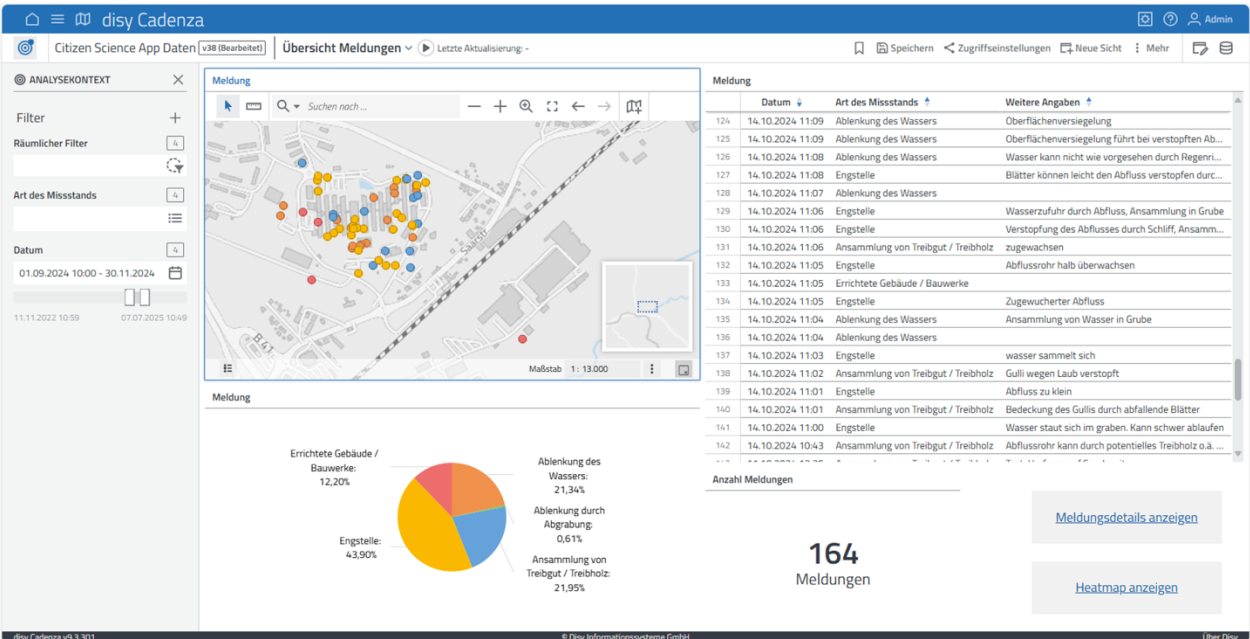 disy Cadenza
Admin
Citizen Science App Daten v38 (Bearbeitet) Übersicht Meldungen Letzte Aktualisierung: -
Speichern Zugriffseinstellungen Neue Sicht Mehr
ANALYSEKONTEXT
Filter
Räumlicher Filter 4
Art des Missstands 4
Datum 4
01.09.2024 10:00 - 30.11.2024
11.11.2022 10:59 07.07.2025 10:49
Meldung
Suchen nach ...
Saarstr
B 41
Maßstab 1 : 13.000
Meldung
Errichtete Gebäude /
Bauwerke:
12,20%
Engstelle:
43,90%
Ablenkung des
Wassers:
21,34%
Ablenkung durch
Abgrabung:
0,61%
Ansammlung von
Treibgut / Treibholz:
21,95%
Meldung
Datum Art des Missstands Weitere Angaben
124 14.10.2024 11:09 Ablenkung des Wassers Oberflächenversiegelung
125 14.10.2024 11:09 Ablenkung des Wassers Oberflächenversiegelung führt bei verstopften Ab...
126 14.10.2024 11:08 Ablenkung des Wassers Wasser kann nicht wie vorgesehen durch Regenri...
127 14.10.2024 11:08 Engstelle Blätter können leicht den Abfluss verstopfen durc...
128 14.10.2024 11:07 Ablenkung des Wassers
129 14.10.2024 11:06 Engstelle Wasserzufuhr durch Abfluss, Ansammlung in Grube
130 14.10.2024 11:06 Engstelle Verstopfung des Abflusses durch Schliff, Ansamm...
131 14.10.2024 11:06 Ansammlung von Treibgut / Treibholz zugewachsen
132 14.10.2024 11:05 Engstelle Abflussrohr halb überwachsen
133 14.10.2024 11:05 Errichtete Gebäude / Bauwerke
134 14.10.2024 11:05 Engstelle Zugewucherter Abfluss
135 14.10.2024 11:04 Ablenkung des Wassers Ansammlung von Wasser in Grube
136 14.10.2024 11:04 Ablenkung des Wassers
137 14.10.2024 11:03 Engstelle wasser sammelt sich
138 14.10.2024 11:02 Ansammlung von Treibgut / Treibholz Gulli wegen Laub verstopft
139 14.10.2024 11:01 Engstelle Abfluss zu klein
140 14.10.2024 11:01 Ansammlung von Treibgut / Treibholz Bedeckung des Gullis durch abfallende Blätter
141 14.10.2024 11:00 Engstelle Wasser staut sich im graben. Kann schwer ablaufen
142 14.10.2024 10:43 Ansammlung von Treibgut / Treibholz Abflussrohr kann durch potentielles Treibholz o.ä. ...
Anzahl Meldungen
164
Meldungen
Meldungsdetails anzeigen
Heatmap anzeigen
disy Cadenza v9.3.301 © Disy Informationssysteme GmbH Über Disy